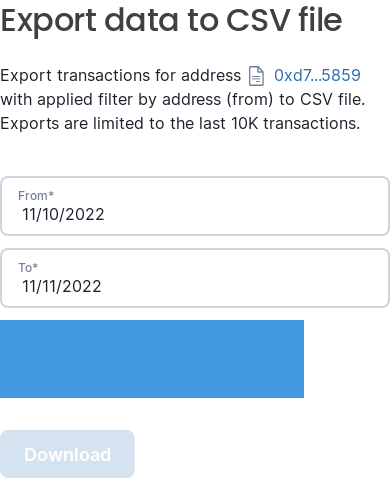 Export data to CSV file
Export transactions for address 0xd7...5859
with applied filter by address (from) to CSV file.
Exports are limited to the last 10K transactions.
From*
11/10/2022
To*
11/11/2022
Download